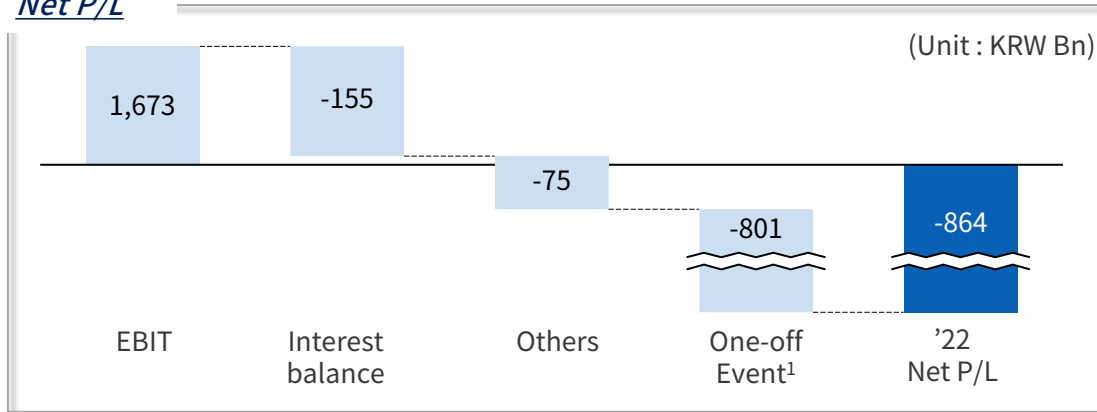 Net P/L
(Unit : KRW Bn)
1,673
-155
-75
-801
-864
EBIT
Interest
balance
Others
One-off
Event¹
’22
Net P/L